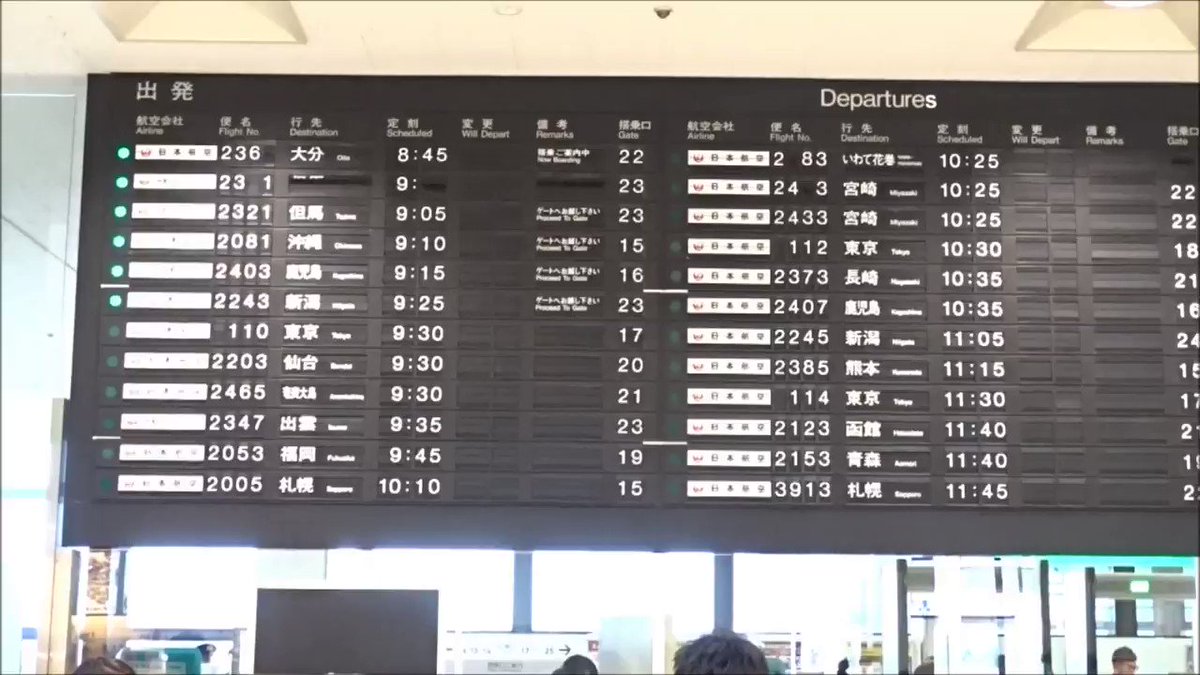 出発
航空会社 便名 行先 定刻 変更 備考 搭乗口
Airline Flight No. Destination Scheduled Will Depart Remarks Gate
日本航空 236 大分 Oita 8:45 搭乗ご案内中 Now Boarding 22
23 1 9: 23
2321 但馬 Tajima 9:05 ゲートへお越し下さい Proceed To Gate 23
2081 沖縄 Okinawa 9:10 ゲートへお越し下さい Proceed To Gate 15
2403 鹿児島 Kagoshima 9:15 ゲートへお越し下さい Proceed To Gate 16
2243 新潟 Niigata 9:25 ゲートへお越し下さい Proceed To Gate 23
110 東京 Tokyo 9:30 17
2203 仙台 Sendai 9:30 20
2465 奄美大島 9:30 21
2347 出雲 Izumo 9:35 23
日本航空 2053 福岡 Fukuoka 9:45 19
日本航空 2005 札幌 Sapporo 10:10 15
Departures
航空会社 便名 行先 定刻 変更 備考 搭乗口
Airline Flight No. Destination Scheduled Will Depart Remarks Gate
日本航空 2 83 いわて花巻 10:25
日本航空 24 3 宮崎 Miyazaki 10:25 22
日本航空 2433 宮崎 Miyazaki 10:25 22
日本航空 112 東京 Tokyo 10:30 18
日本航空 2373 長崎 Nagasaki 10:35 21
日本航空 2407 鹿児島 Kagoshima 10:35 16
日本航空 2245 新潟 Niigata 11:05 24
日本航空 2385 熊本 Kumamoto 11:15 15
日本航空 114 東京 Tokyo 11:30 17
日本航空 2123 函館 Hakodate 11:40 21
日本航空 2153 青森 Aomori 11:40 19
日本航空 3913 札幌 Sapporo 11:45 2